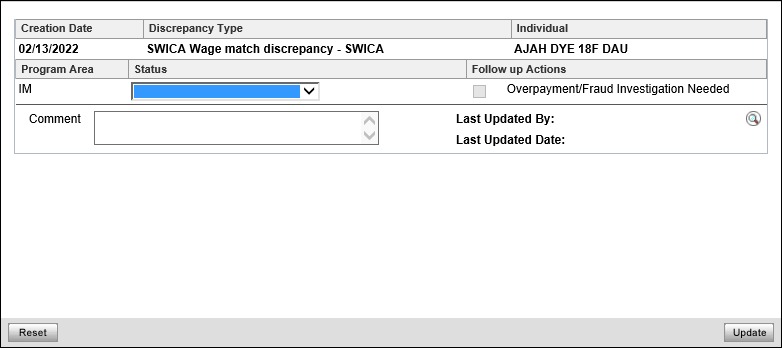 Creation Date Discrepancy Type Individual
02/13/2022 SWICA Wage match discrepancy - SWICA AJAH DYE 18F DAU
Program Area Status Follow up Actions
IM Overpayment/Fraud Investigation Needed
Comment Last Updated By:
Last Updated Date:
Reset Update